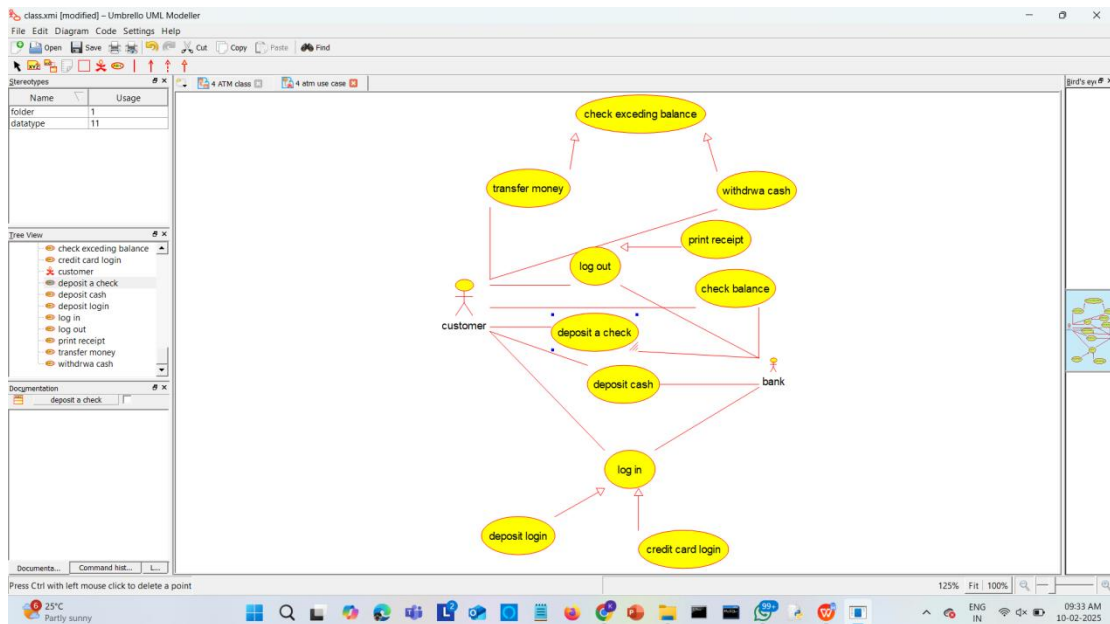 class.xmi [modified] – Umbrello UML Modeller
File Edit Diagram Code Settings Help
Open Save Cut Copy Paste Find
Stereotypes
Name Usage
folder 1
datatype 11
Tree View
check exceding balance
credit card login
customer
deposit a check
deposit cash
deposit login
log in
log out
print receipt
transfer money
withdrwa cash
Documentation
deposit a check
Documenta... Command hist... L...
4 ATM class 4 atm use case
check exceding balance
transfer money
withdrwa cash
print receipt
log out
check balance
customer
deposit a check
bank
deposit cash
log in
deposit login
credit card login
Bird's eye
Press Ctrl with left mouse click to delete a point
125% Fit 100%
25°C
Partly sunny
99+
ENG
IN
09:33 AM
10-02-2025